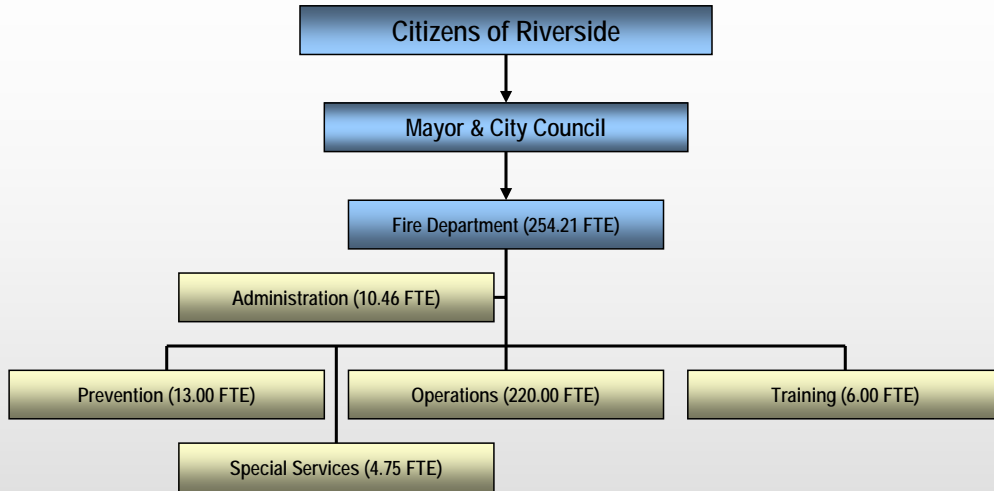 Citizens of Riverside
Mayor & City Council
Fire Department (254.21 FTE)
Administration (10.46 FTE)
Prevention (13.00 FTE)
Operations (220.00 FTE)
Training (6.00 FTE)
Special Services (4.75 FTE)